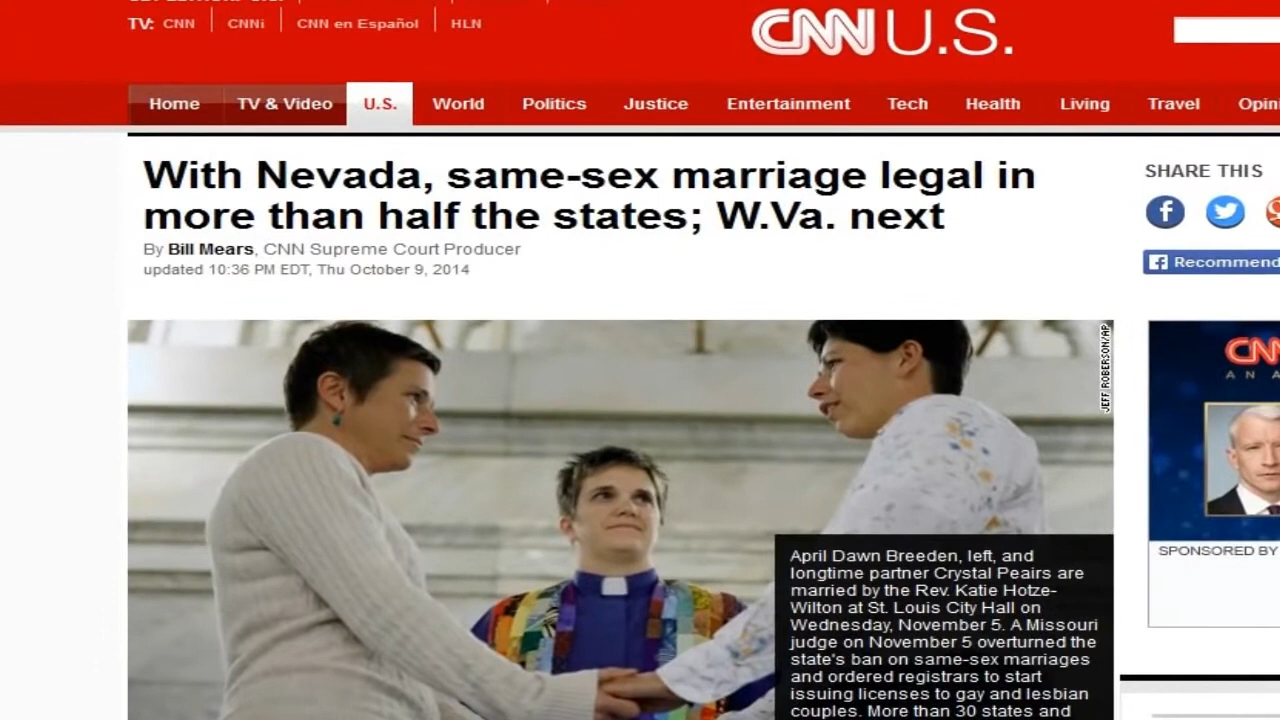 TV: CNN CNNi CNN en Español HLN
CNN U.S.
Home TV & Video U.S. World Politics Justice Entertainment Tech Health Living Travel Opin
With Nevada, same-sex marriage legal in
more than half the states; W.Va. next
By Bill Mears, CNN Supreme Court Producer
updated 10:36 PM EDT, Thu October 9, 2014
SHARE THIS
Recommend
JEFF ROBERSON/AP
April Dawn Breeden, left, and
longtime partner Crystal Peairs are
married by the Rev. Katie Hotze-
Wilton at St. Louis City Hall on
Wednesday, November 5. A Missouri
judge on November 5 overturned the
state's ban on same-sex marriages
and ordered registrars to start
issuing licenses to gay and lesbian
couples. More than 30 states and
CNN
A N A
SPONSORED BY